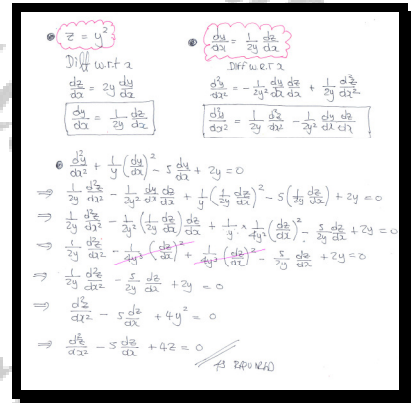 • z = y²
Diff w.r.t x
dz/dx = 2y dy/dx
dy/dx = 1/2y dz/dx
• dy/dx = 1/2y dz/dx
Diff w.r.t x
d²y/dx² = -1/2y² dy/dx dz/dx + 1/2y d²z/dx²
d²y/dx² = 1/2y d²z/dx² - 1/2y² dy/dx dz/dx
• d²y/dx² + 1/y (dy/dx)² - 5 dy/dx + 2y = 0
⇒ 1/2y d²z/dx² - 1/2y² dy/dx dz/dx + 1/y (1/2y dz/dx)² - 5(1/2y dz/dx) + 2y = 0
⇒ 1/2y d²z/dx² - 1/2y² (1/2y dz/dx) dz/dx + 1/y × 1/4y² (dz/dx)² - 5/2y dz/dx + 2y = 0
⇒ 1/2y d²z/dx² - 1/4y³ (dz/dx)² + 1/4y³ (dz/dx)² - 5/2y dz/dx + 2y = 0
⇒ 1/2y d²z/dx² - 5/2y dz/dx + 2y = 0
⇒ d²z/dx² - 5 dz/dx + 4y² = 0
⇒ d²z/dx² - 5 dz/dx + 4z = 0
AS REQUIRED